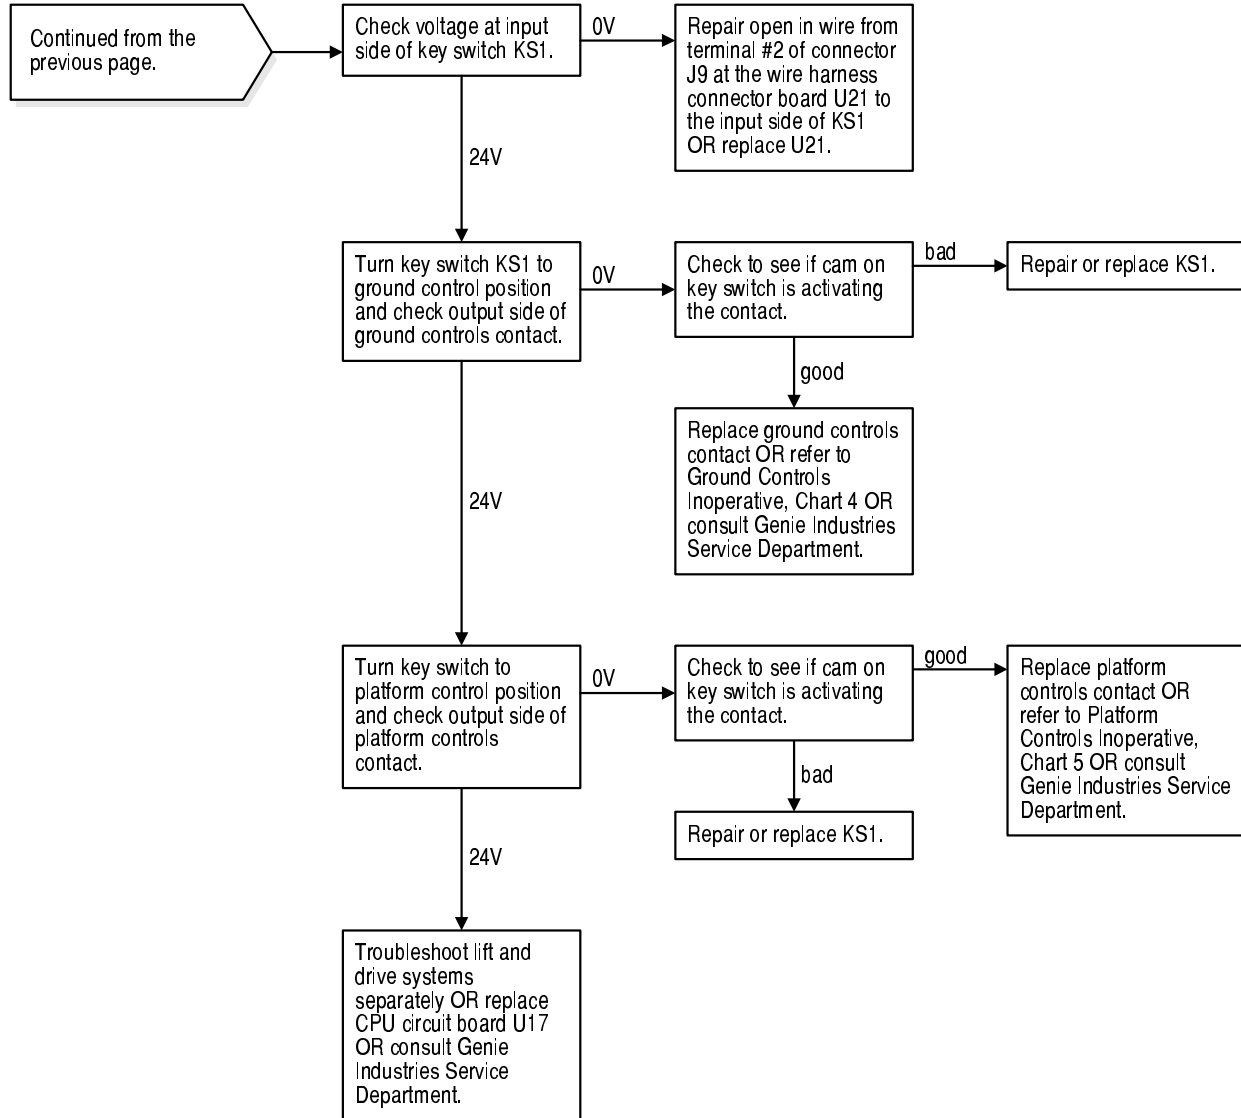 Continued from the
previous page.
Check voltage at input
side of key switch KS1.
0V
Repair open in wire from
terminal #2 of connector
J9 at the wire harness
connector board U21 to
the input side of KS1
OR replace U21.
24V
Turn key switch KS1 to
ground control position
and check output side of
ground controls contact.
0V
Check to see if cam on
key switch is activating
the contact.
bad
Repair or replace KS1.
good
Replace ground controls
contact OR refer to
Ground Controls
Inoperative, Chart 4 OR
consult Genie Industries
Service Department.
24V
Turn key switch to
platform control position
and check output side of
platform controls
contact.
0V
Check to see if cam on
key switch is activating
the contact.
good
Replace platform
controls contact OR
refer to Platform
Controls Inoperative,
Chart 5 OR consult
Genie Industries Service
Department.
bad
Repair or replace KS1.
24V
Troubleshoot lift and
drive systems
separately OR replace
CPU circuit board U17
OR consult Genie
Industries Service
Department.